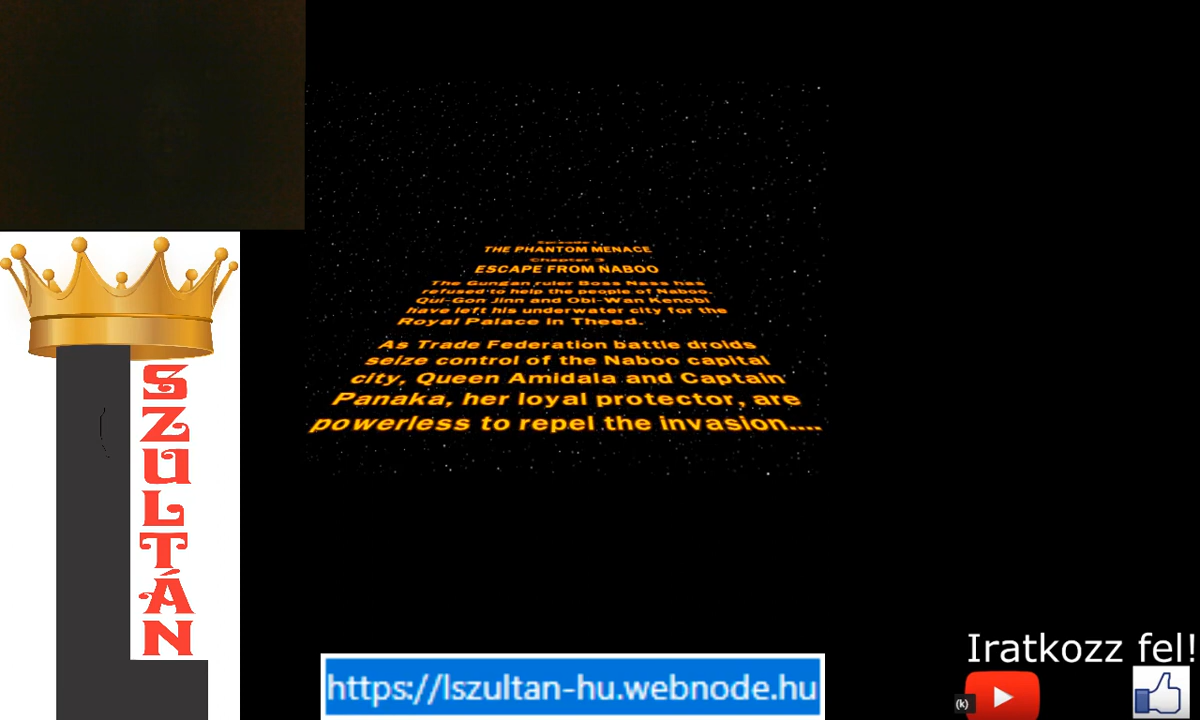 Episode I
THE PHANTOM MENACE
Chapter 3
ESCAPE FROM NABOO
The Gungan ruler Boss Nass has
refused to help the people of Naboo.
Qui-Gon Jinn and Obi-Wan Kenobi
have left his underwater city for the
Royal Palace in Theed.
As Trade Federation battle droids
seize control of the Naboo capital
city, Queen Amidala and Captain
Panaka, her loyal protector, are
powerless to repel the invasion....
L
SZULTÁN
https://lszultan-hu.webnode.hu
Iratkozz fel!
(k)